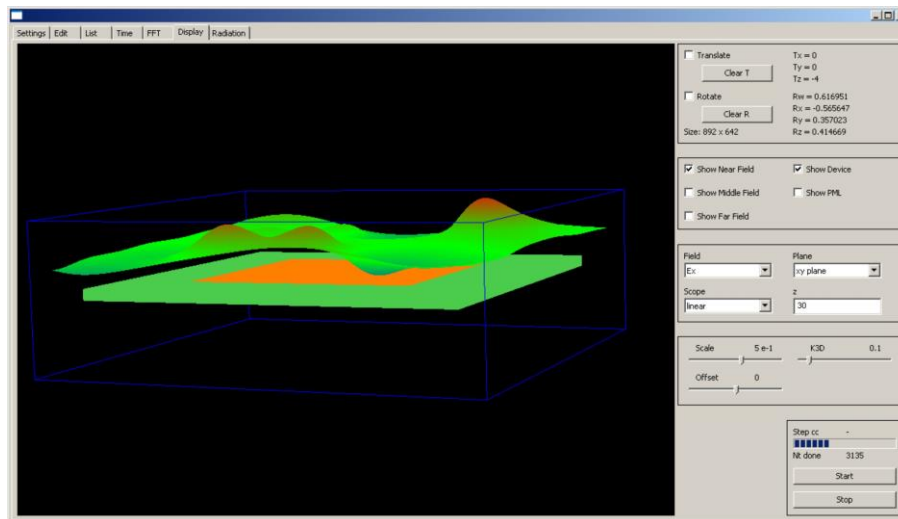 Settings Edit List Time FFT Display Radiation
Translate Tx = 0
Ty = 0
Clear T
Tz = -4
Rotate Rw = 0.616951
Rx = -0.565647
Clear R
Ry = 0.357023
Size: 892 x 642 Rz = 0.414669
Show Near Field Show Device
Show Middle Field Show PML
Show Far Field
Field Plane
Ex xy plane
Scope z
linear 30
Scale 5 e-1 K3D 0.1
Offset 0
Step cc -
Nt done 3135
Start
Stop